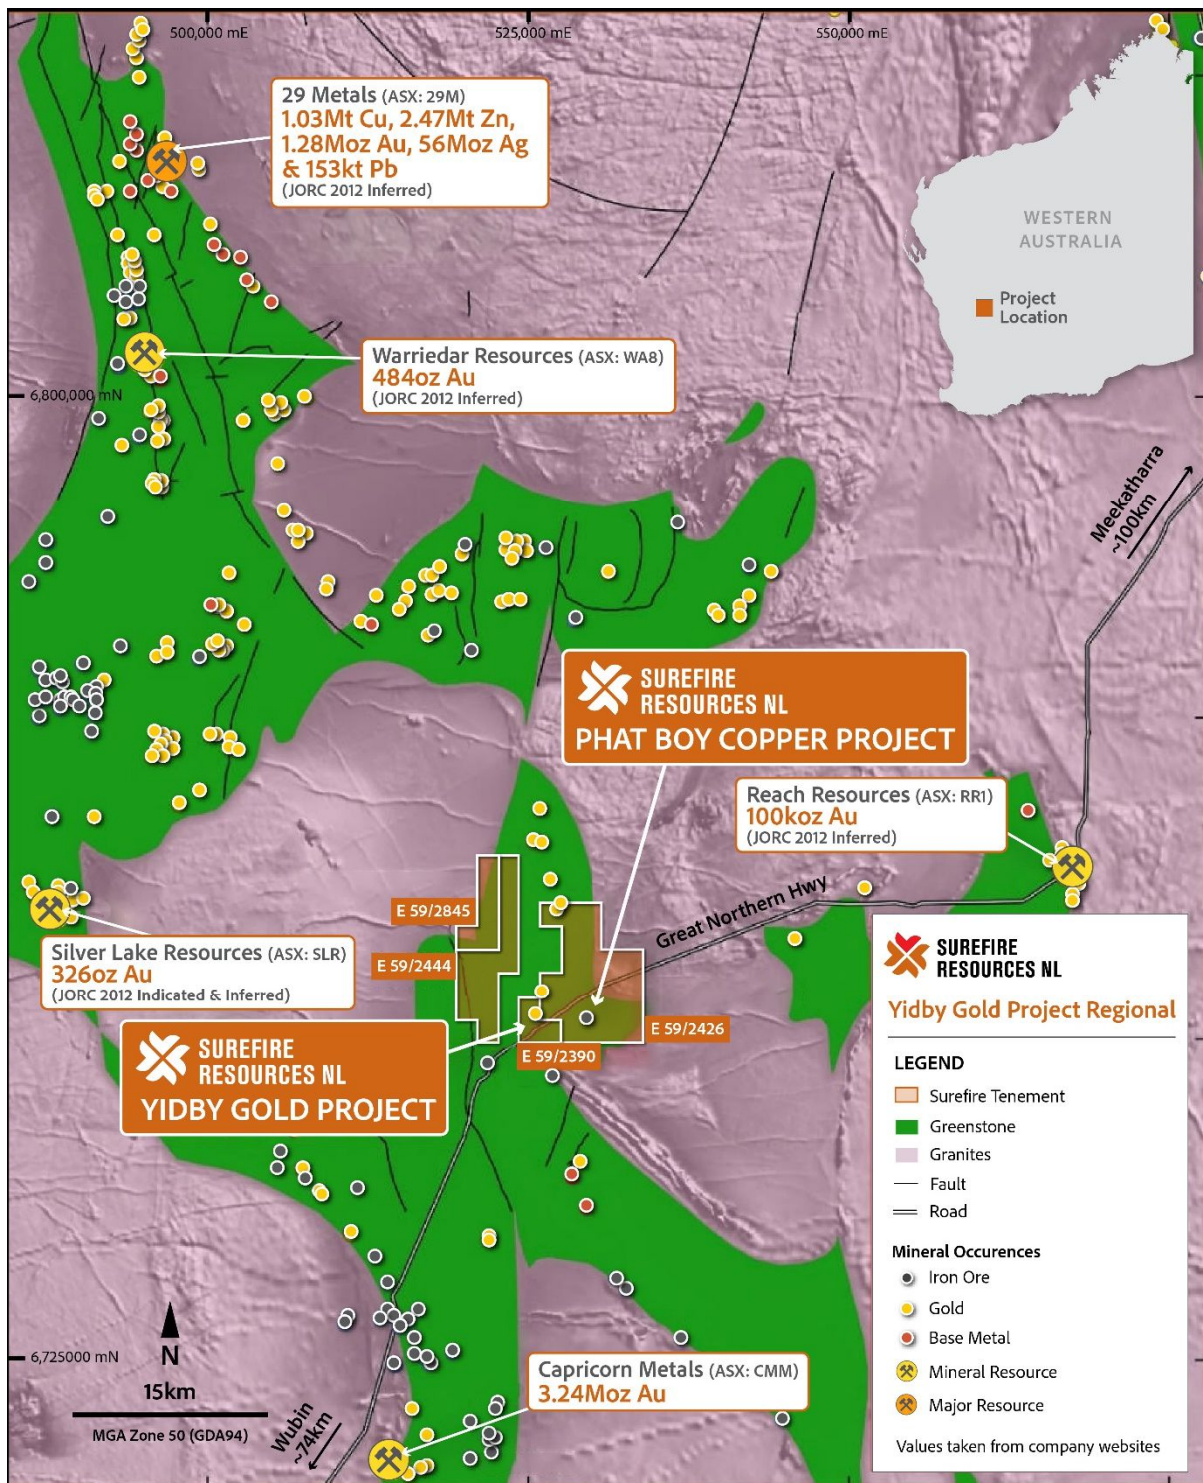 500,000 mE
525,000 mE
550,000 mE
29 Metals (ASX: 29M)
1.03Mt Cu, 2.47Mt Zn,
1.28Moz Au, 56Moz Ag
& 153kt Pb
(JORC 2012 Inferred)
WESTERN
AUSTRALIA
Project
Location
Warriedar Resources (ASX: WA8)
484oz Au
(JORC 2012 Inferred)
6,800,000 mN
Meekatharra
~100km
SUREFIRE
RESOURCES NL
PHAT BOY COPPER PROJECT
Reach Resources (ASX: RR1)
100koz Au
(JORC 2012 Inferred)
Great Northern Hwy
E 59/2845
E 59/2444
Silver Lake Resources (ASX: SLR)
326oz Au
(JORC 2012 Indicated & Inferred)
E 59/2426
E 59/2390
SUREFIRE
RESOURCES NL
YIDBY GOLD PROJECT
SUREFIRE
RESOURCES NL
Yidby Gold Project Regional
LEGEND
Surefire Tenement
Greenstone
Granites
Fault
Road
Mineral Occurences
Iron Ore
Gold
Base Metal
Mineral Resource
Major Resource
Values taken from company websites
6,725000 mN
N
15km
MGA Zone 50 (GDA94)
Wubin
~74km
Capricorn Metals (ASX: CMM)
3.24Moz Au